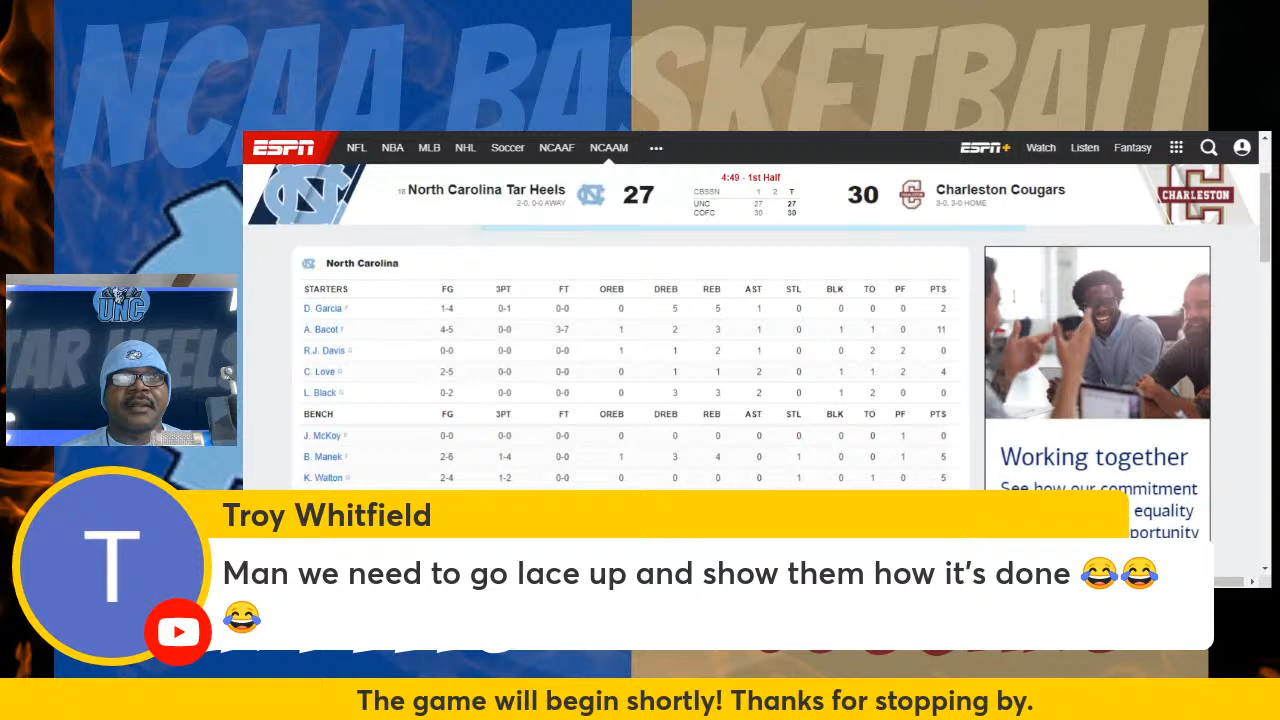 NCAA BASKETBALL
ESPN NFL NBA MLB NHL Soccer NCAAF NCAAM ••• ESPN+ Watch Listen Fantasy
18 North Carolina Tar Heels 27 4:49 - 1st Half 30 Charleston Cougars CHARLESTON
2-0, 0-0 AWAY CBSSN 1 2 T 3-0, 3-0 HOME
UNC 27 27
COFC 30 30
North Carolina
STARTERS FG 3PT FT OREB DREB REB AST STL BLK TO PF PTS
D. Garcia F 1-4 0-1 0-0 0 5 5 1 0 0 0 0 2
A. Bacot F 4-5 0-0 3-7 1 2 3 1 0 1 1 0 11
R.J. Davis G 0-0 0-0 0-0 1 1 2 1 0 0 2 2 0
C. Love G 2-5 0-0 0-0 0 1 1 2 0 1 1 2 4
L. Black G 0-2 0-0 0-0 0 3 3 2 0 1 2 0 0
BENCH FG 3PT FT OREB DREB REB AST STL BLK TO PF PTS
J. McKoy F 0-0 0-0 0-0 0 0 0 0 0 0 0 1 0
B. Manek F 2-6 1-4 0-0 1 3 4 0 1 0 0 1 5
K. Walton G 2-4 1-2 0-0 0 0 0 0 1 0 1 0 5
UNC
TAR HEELS
Working together
See how our commitment
equality
portunity
T
Troy Whitfield
Man we need to go lace up and show them how it's done 😂😂
😂
The game will begin shortly! Thanks for stopping by.